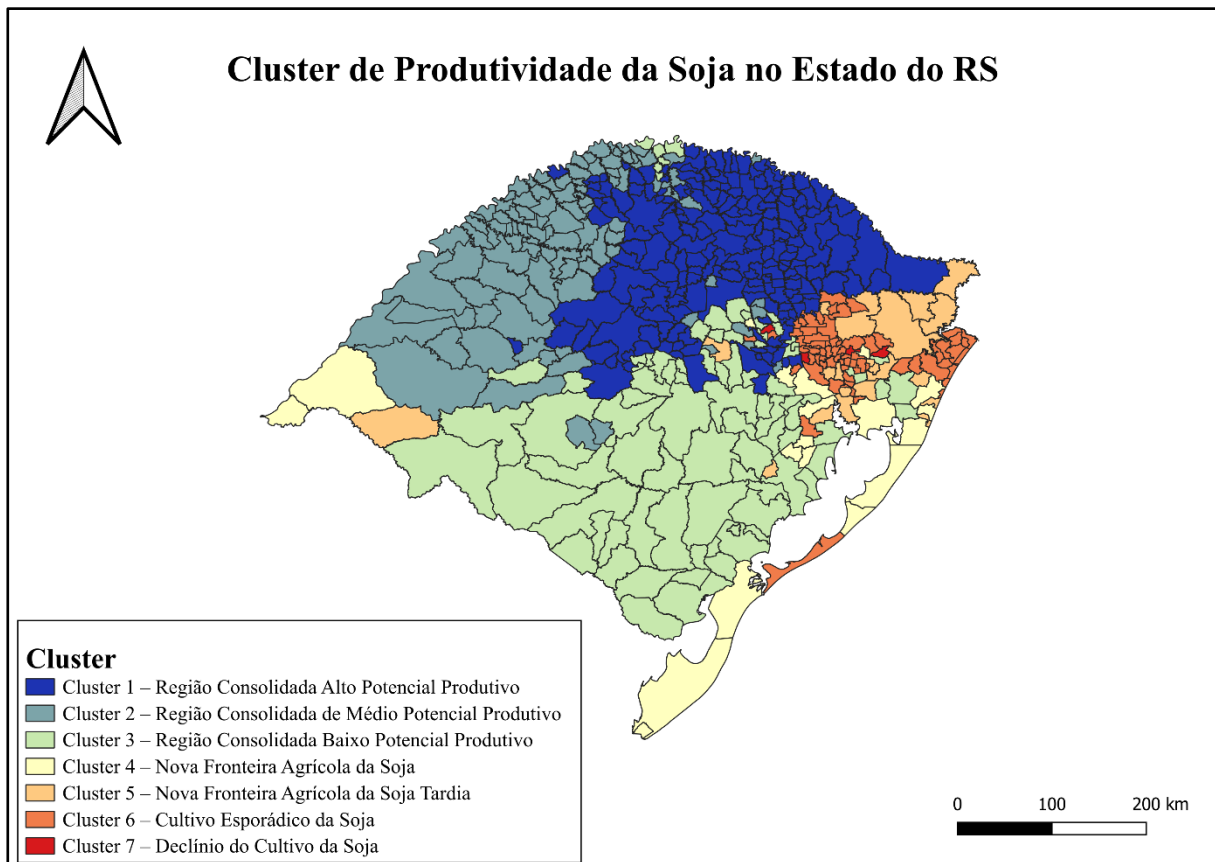 Cluster de Produtividade da Soja no Estado do RS
Cluster
Cluster 1 – Região Consolidada Alto Potencial Produtivo
Cluster 2 – Região Consolidada de Médio Potencial Produtivo
Cluster 3 – Região Consolidada Baixo Potencial Produtivo
Cluster 4 – Nova Fronteira Agrícola da Soja
Cluster 5 – Nova Fronteira Agrícola da Soja Tardia
Cluster 6 – Cultivo Esporádico da Soja
Cluster 7 – Declínio do Cultivo da Soja
0 100 200 km